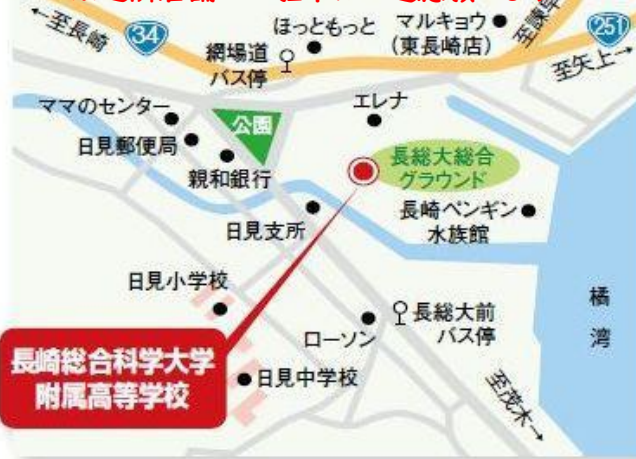 ←至長崎
34
ほっともっと
マルキョウ
(東長崎店)
至諫早
251
至矢上→
網場道
バス停
ママのセンター
日見郵便局
公園
エレナ
親和銀行
長総大総合
グラウンド
長崎ペンギン
水族館
日見支所
日見小学校
橘
湾
ローソン
長総大前
バス停
長崎総合科学大学
附属高等学校
日見中学校
至茂木→